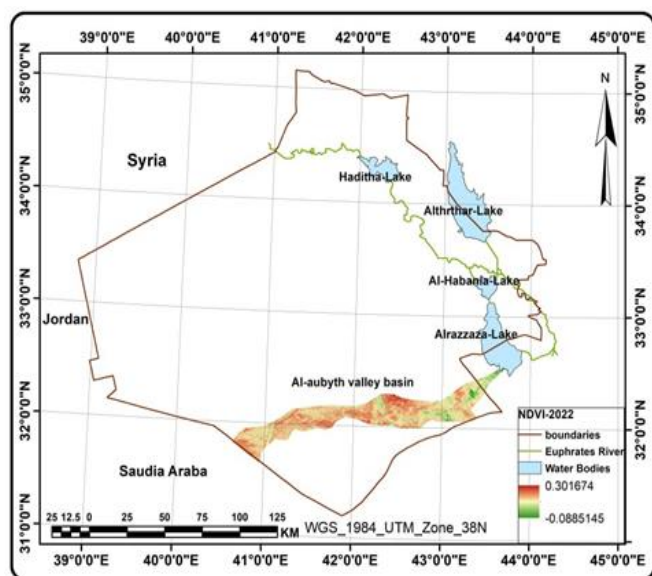 39°0'0"E 40°0'0"E 41°0'0"E 42°0'0"E 43°0'0"E 44°0'0"E 45°0'0"E
35°0'0"N
34°0'0"N
33°0'0"N
32°0'0"N
31°0'0"N
N
35°0'0"N
34°0'0"N
33°0'0"N
32°0'0"N
Syria
Haditha-Lake
Althrthar-Lake
Al-Habania-Lake
Jordan
Alrazzaza-Lake
Al-aubyth valley basin
Saudia Araba
NDVI-2022
boundaries
Euphrates River
Water Bodies
0.301674
-0.0885145
25 12.5 0 25 50 75 100 125
KM
WGS_1984_UTM_Zone_38N
39°0'0"E 40°0'0"E 41°0'0"E 42°0'0"E 43°0'0"E 44°0'0"E 45°0'0"E